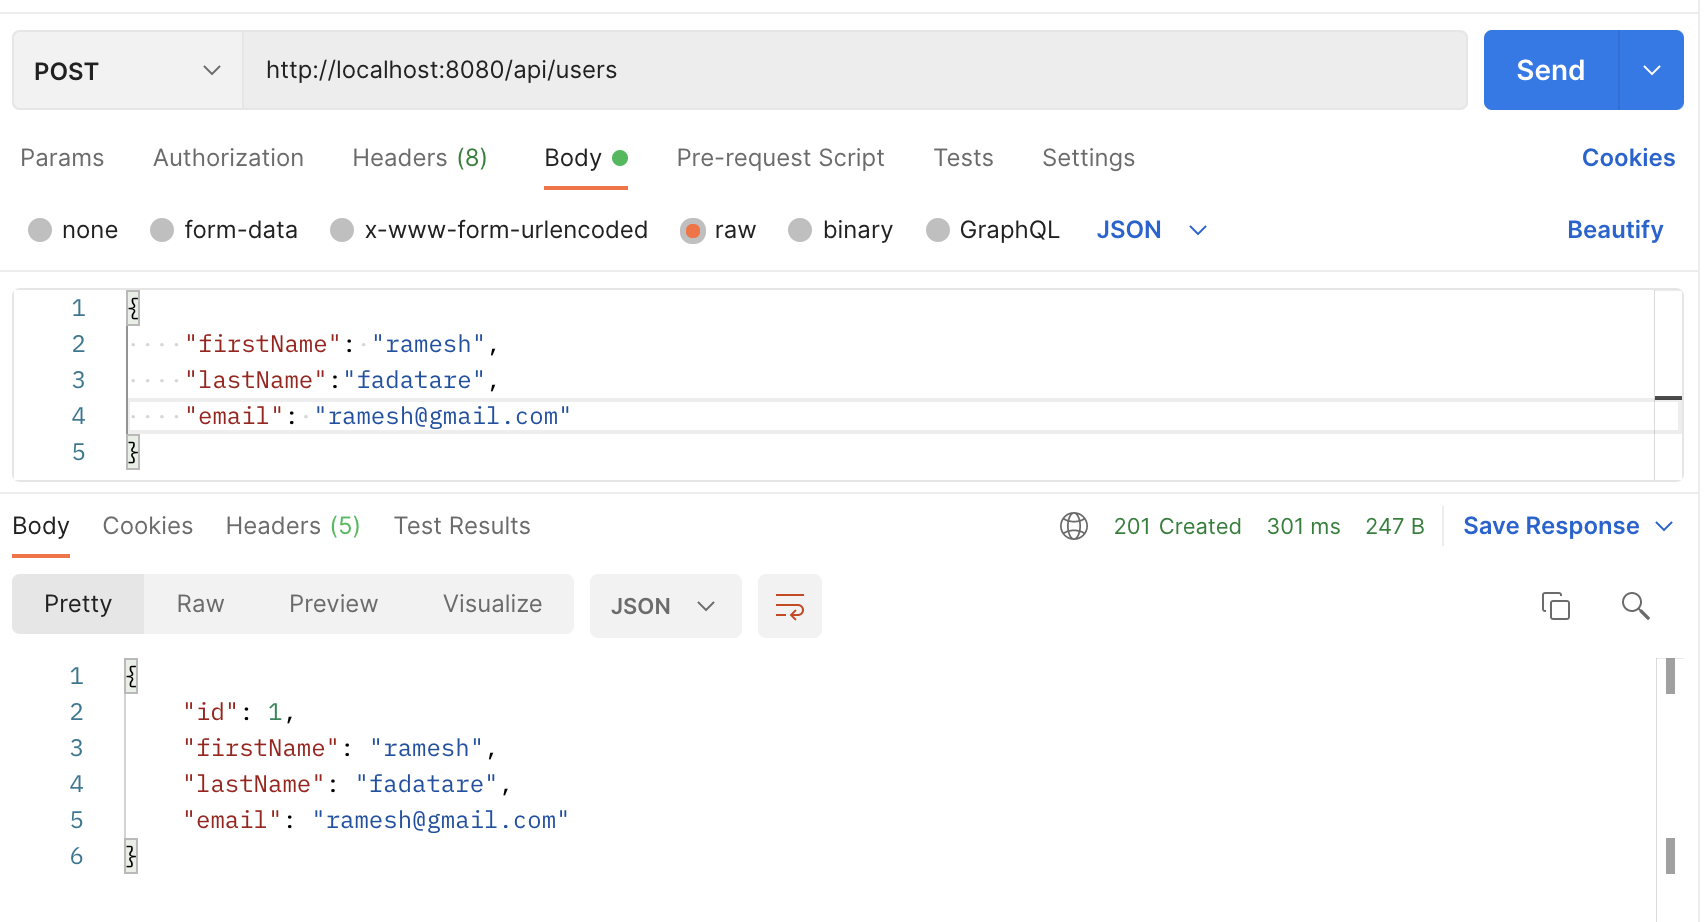 POST http://localhost:8080/api/users Send
Params Authorization Headers (8) Body Pre-request Script Tests Settings Cookies
none form-data x-www-form-urlencoded raw binary GraphQL JSON Beautify
1 {
2 "firstName": "ramesh",
3 "lastName":"fadatare",
4 "email": "ramesh@gmail.com"
5 }
Body Cookies Headers (5) Test Results 201 Created 301 ms 247 B Save Response
Pretty Raw Preview Visualize JSON
1 {
2 "id": 1,
3 "firstName": "ramesh",
4 "lastName": "fadatare",
5 "email": "ramesh@gmail.com"
6 }